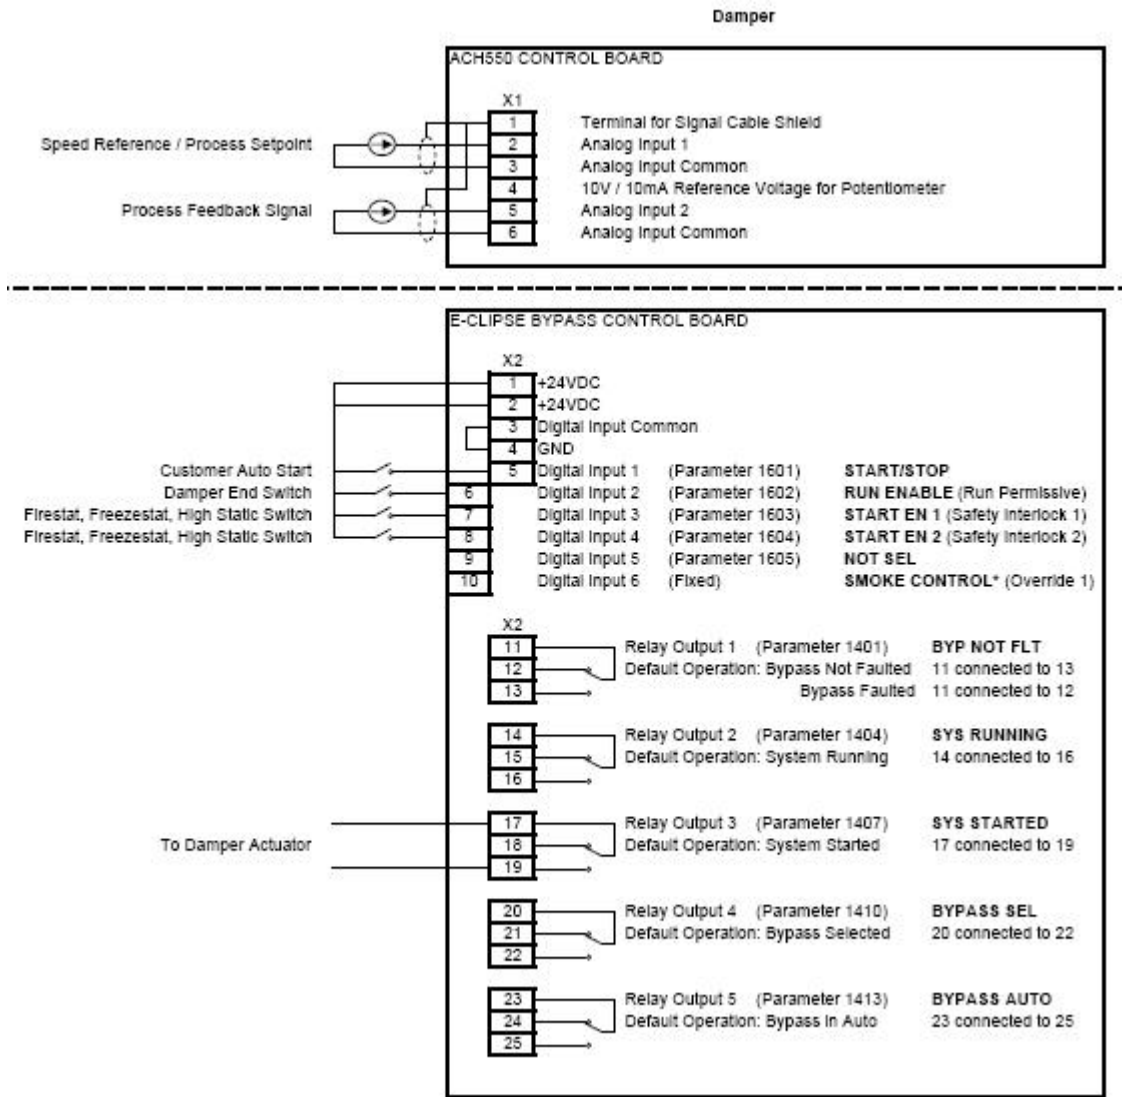 Damper
ACH550 CONTROL BOARD
X1
1 Terminal for Signal Cable Shield
Speed Reference / Process Setpoint 2 Analog Input 1
3 Analog Input Common
4 10V / 10mA Reference Voltage for Potentiometer
Process Feedback Signal 5 Analog Input 2
6 Analog Input Common
E-CLIPSE BYPASS CONTROL BOARD
X2
1 +24VDC
2 +24VDC
3 Digital Input Common
4 GND
Customer Auto Start 5 Digital Input 1 (Parameter 1601) START/STOP
Damper End Switch 6 Digital Input 2 (Parameter 1602) RUN ENABLE (Run Permissive)
Firestat, Freezestat, High Static Switch 7 Digital Input 3 (Parameter 1603) START EN 1 (Safety Interlock 1)
Firestat, Freezestat, High Static Switch 8 Digital Input 4 (Parameter 1604) START EN 2 (Safety Interlock 2)
9 Digital Input 5 (Parameter 1605) NOT SEL
10 Digital Input 6 (Fixed) SMOKE CONTROL* (Override 1)
X2
11 Relay Output 1 (Parameter 1401) BYP NOT FLT
12 Default Operation: Bypass Not Faulted 11 connected to 13
13 Bypass Faulted 11 connected to 12
14 Relay Output 2 (Parameter 1404) SYS RUNNING
15 Default Operation: System Running 14 connected to 16
16
17 Relay Output 3 (Parameter 1407) SYS STARTED
To Damper Actuator 18 Default Operation: System Started 17 connected to 19
19
20 Relay Output 4 (Parameter 1410) BYPASS SEL
21 Default Operation: Bypass Selected 20 connected to 22
22
23 Relay Output 5 (Parameter 1413) BYPASS AUTO
24 Default Operation: Bypass In Auto 23 connected to 25
25